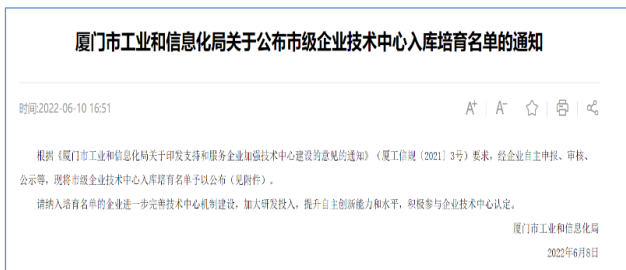 厦门市工业和信息化局关于公布市级企业技术中心入库培育名单的通知
时间:2022-06-10 16:51
A+ A-
根据《厦门市工业和信息化局关于印发支持和服务企业加强技术中心建设的意见的通知》（厦工信规〔2021〕3号）要求，经企业自主申报、审核、
公示等，现将市级企业技术中心入库培育名单予以公布（见附件）。
请纳入培育名单的企业进一步完善技术中心机制建设，加大研发投入，提升自主创新能力和水平，积极参与企业技术中心认定。
厦门市工业和信息化局
2022年6月8日